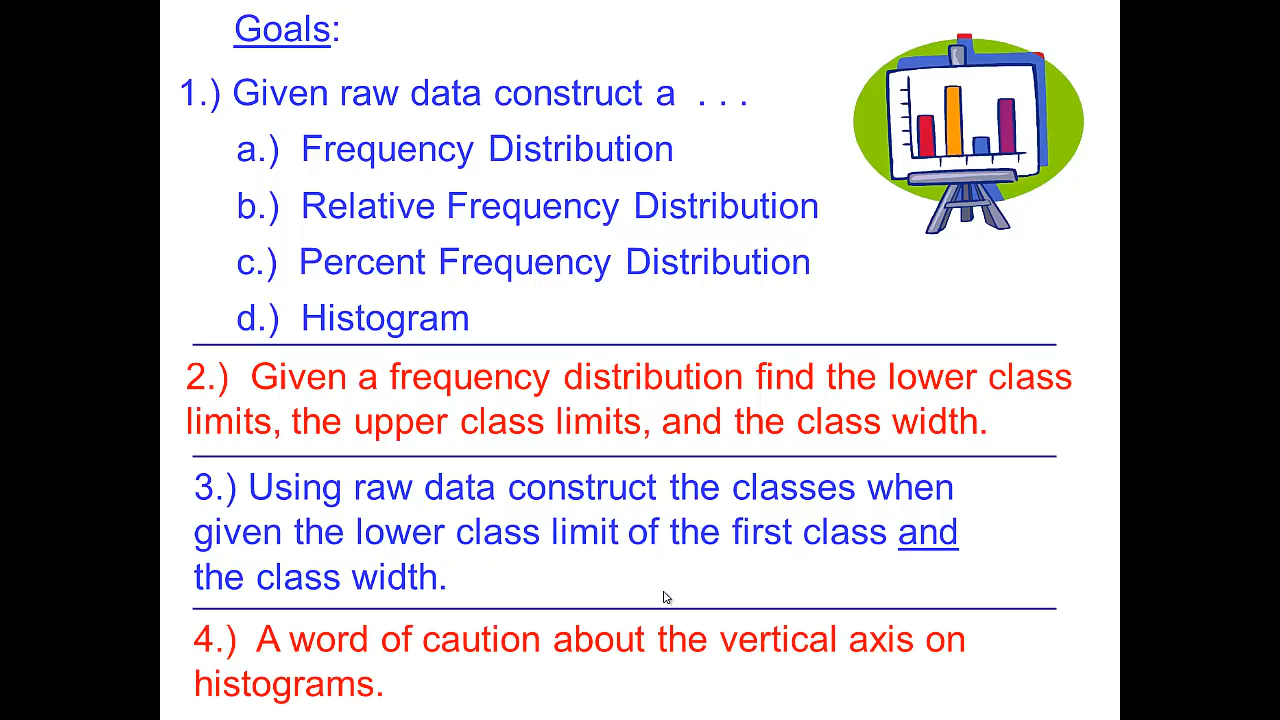 Goals:
1.) Given raw data construct a . . .
a.) Frequency Distribution
b.) Relative Frequency Distribution
c.) Percent Frequency Distribution
d.) Histogram
2.) Given a frequency distribution find the lower class
limits, the upper class limits, and the class width.
3.) Using raw data construct the classes when
given the lower class limit of the first class and
the class width.
4.) A word of caution about the vertical axis on
histograms.